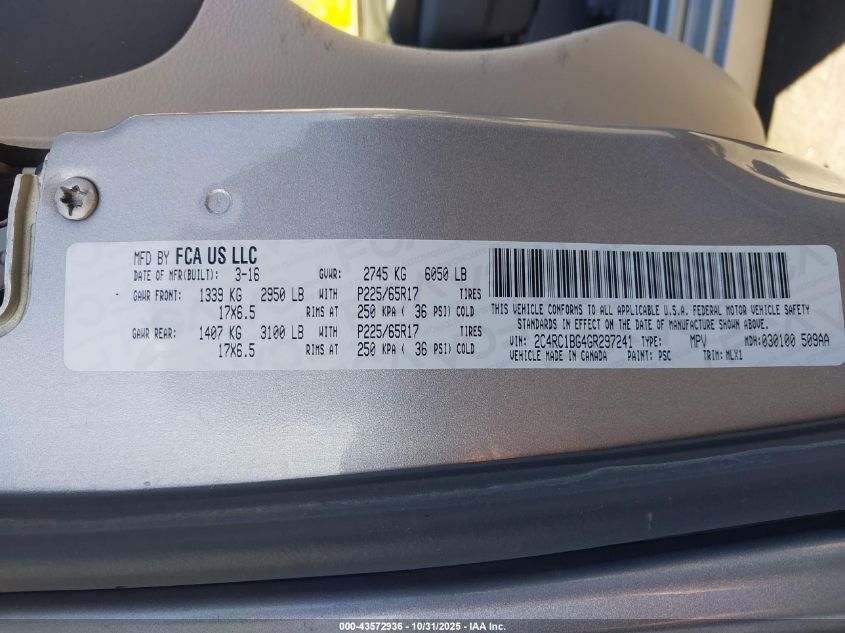 MFD BY FCA US LLC
DATE OF MFR(BUILT): 3-16 GVWR: 2745 KG 6050 LB
GAWR FRONT: 1339 KG 2950 LB WITH P225/65R17 TIRES
17X6.5 RIMS AT 250 KPA ( 36 PSI) COLD
GAWR REAR: 1407 KG 3100 LB WITH P225/65R17 TIRES
17X6.5 RIMS AT 250 KPA ( 36 PSI) COLD
THIS VEHICLE CONFORMS TO ALL APPLICABLE U.S.A. FEDERAL MOTOR VEHICLE SAFETY
STANDARDS IN EFFECT ON THE DATE OF MANUFACTURE SHOWN ABOVE.
VIN: 2C4RC1BG4GR297241 TYPE: MPV MDH: 030100 509AA
VEHICLE MADE IN CANADA PAINT: PSC TRIM: MLX1
000-43572936 - 10/31/2025 - IAA Inc.